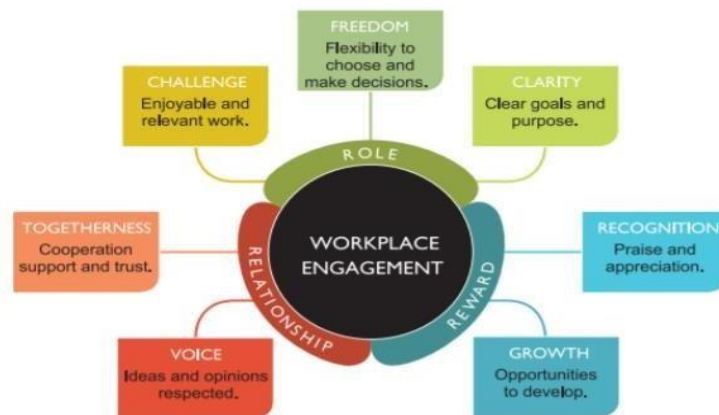 FREEDOM
Flexibility to
choose and
make decisions.
CHALLENGE
Enjoyable and
relevant work.
CLARITY
Clear goals and
purpose.
ROLE
TOGETHERNESS
Cooperation
support and trust.
RELATIONSHIP
WORKPLACE
ENGAGEMENT
REWARD
RECOGNITION
Praise and
appreciation.
VOICE
Ideas and opinions
respected.
GROWTH
Opportunities
to develop.